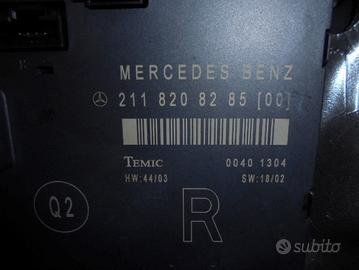 MERCEDES BENZ
211 820 82 85 [00]
TEMIC 0040 1304
HW:44/03 SW:18/02
Q2
R
subito